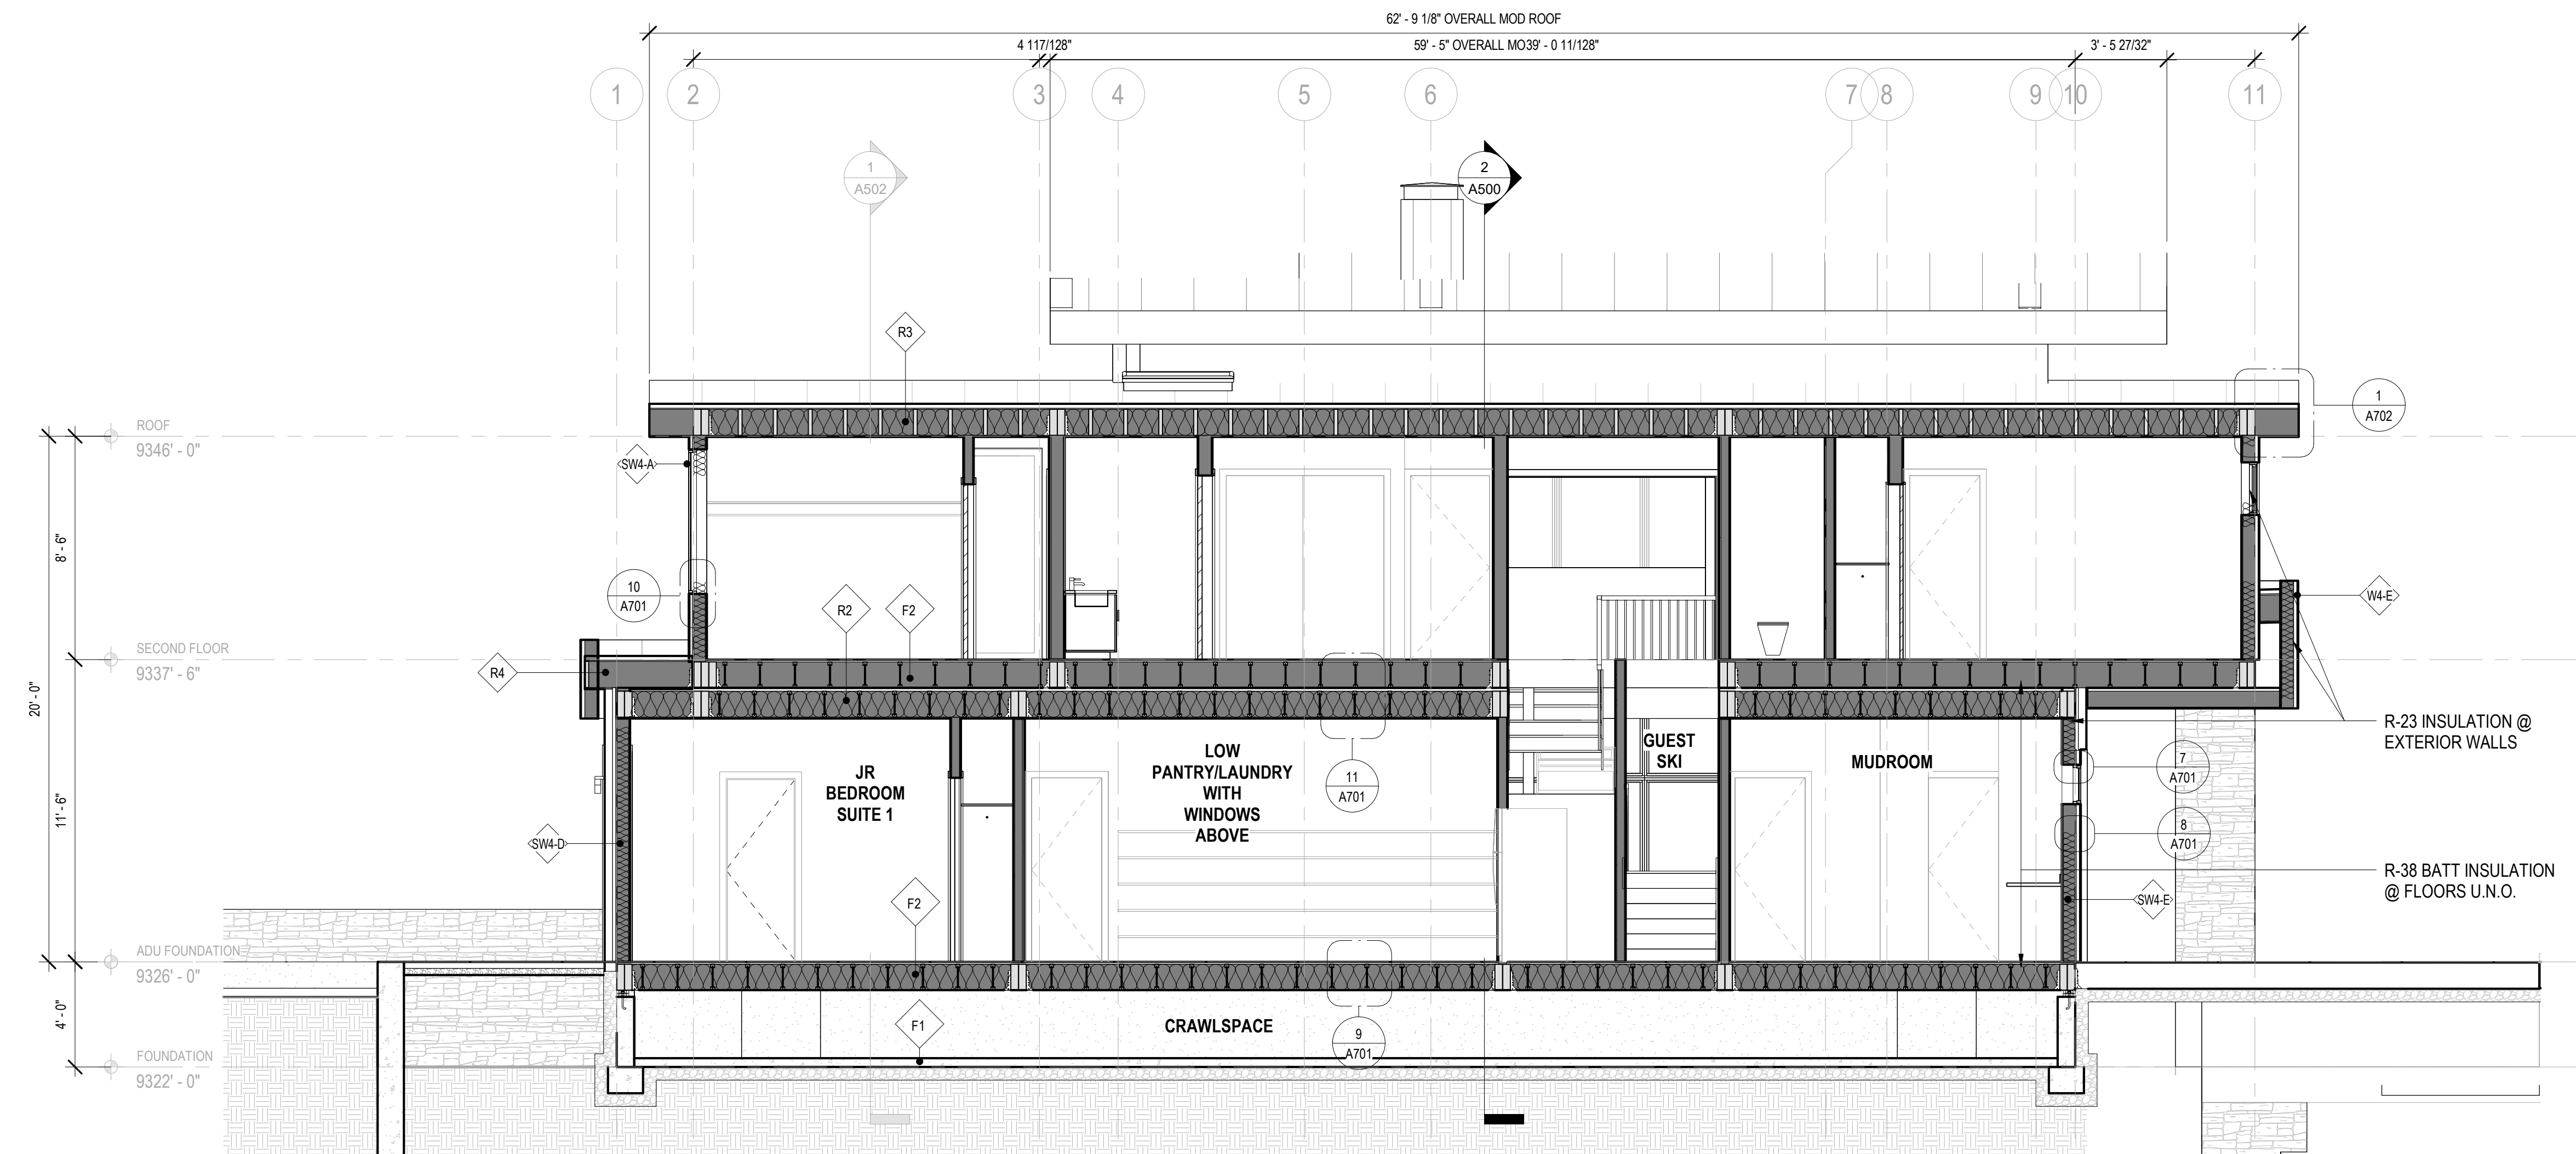 62' - 9 1/8" OVERALL MOD ROOF
4 117/128"
59' - 5" OVERALL MO39' - 0 11/128"
3' - 5 27/32"
1
2
3
4
5
6
7
8
9
10
11
1
A502
2
A500
R3
1
A702
ROOF
9346' - 0"
SW4-A
8' - 6"
10
A701
R2
F2
W4-E
SECOND FLOOR
9337' - 6"
R4
20' - 0"
R-23 INSULATION @
EXTERIOR WALLS
GUEST
SKI
MUDROOM
LOW
PANTRY/LAUNDRY
WITH
WINDOWS
ABOVE
JR
BEDROOM
SUITE 1
11
A701
7
A701
11' - 6"
8
A701
SW4-D
R-38 BATT INSULATION
@ FLOORS U.N.O.
F2
SW4-E
ADU FOUNDATION
9326' - 0"
4' - 0"
F1
CRAWLSPACE
9
A701
FOUNDATION
9322' - 0"